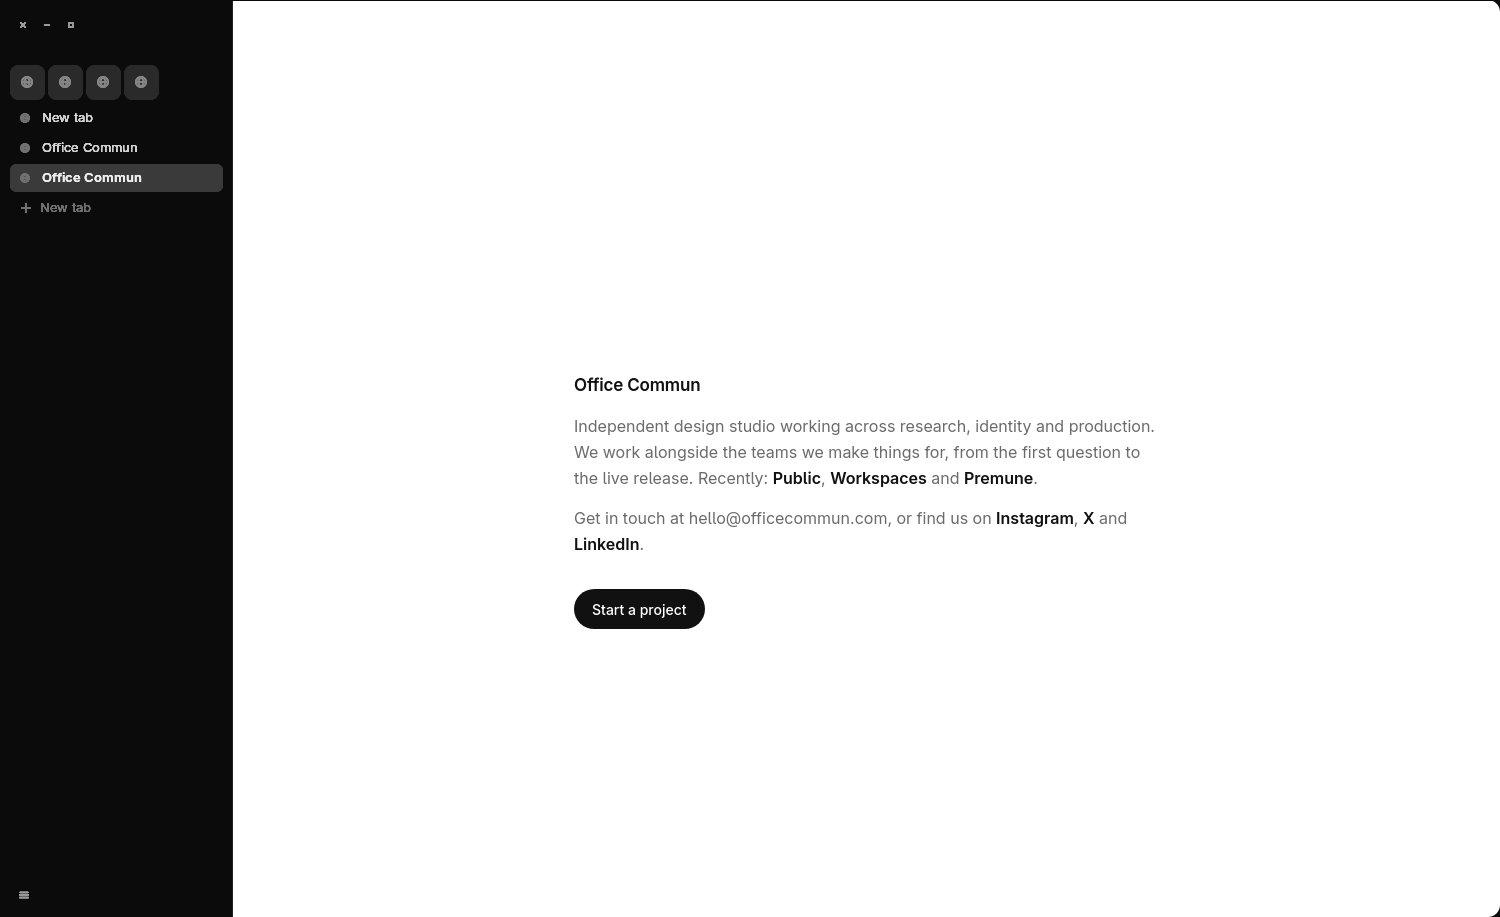 New tab
Office Commun
Office Commun
New tab
Office Commun
Independent design studio working across research, identity and production.
We work alongside the teams we make things for, from the first question to
the live release. Recently: Public, Workspaces and Premune.
Get in touch at hello@officecommun.com, or find us on Instagram, X and
LinkedIn.
Start a project